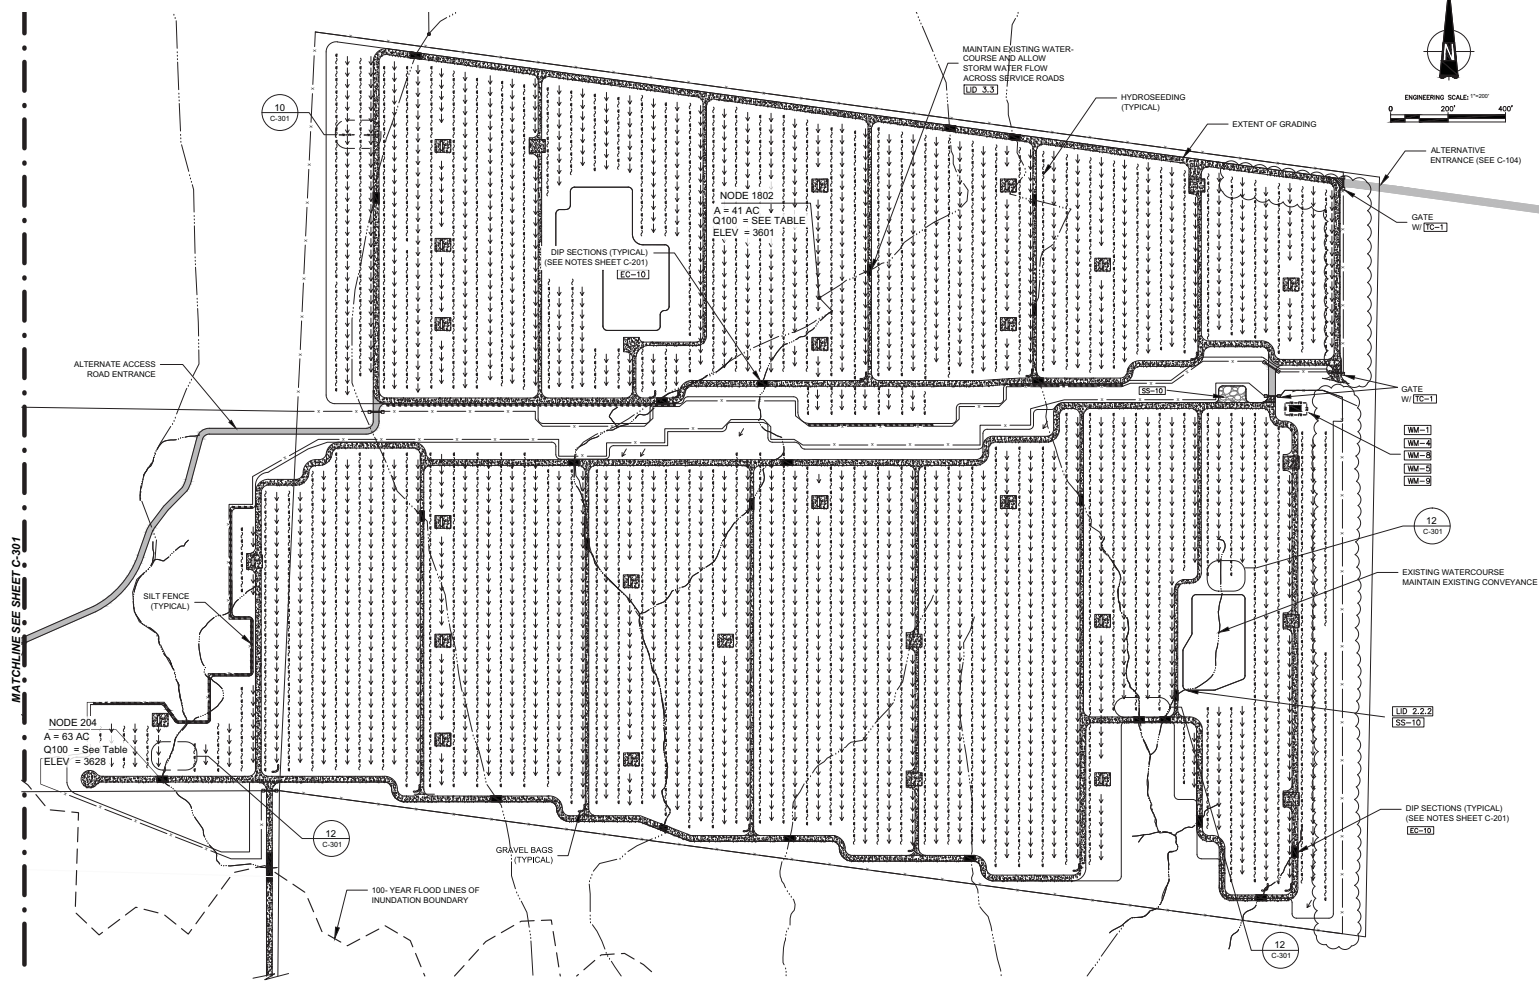 MAINTAIN EXISTING WATER-
COURSE AND ALLOW
STORM WATER FLOW
ACROSS SERVICE ROADS
LID 3.3
N
ENGINEERING SCALE: 1"=200'
0 200' 400'
HYDROSEEDING
(TYPICAL)
EXTENT OF GRADING
ALTERNATIVE
ENTRANCE (SEE C-104)
10
C-301
NODE 1802
A = 41 AC
Q100 = SEE TABLE
ELEV = 3601
GATE
W/ TC-1
DIP SECTIONS (TYPICAL)
(SEE NOTES SHEET C-201)
EC-10
ALTERNATE ACCESS
ROAD ENTRANCE
SS-10
GATE
W/ TC-1
WM-1
WM-4
WM-8
WM-5
WM-9
12
C-301
MATCHLINE SEE SHEET C-301
EXISTING WATERCOURSE
MAINTAIN EXISTING CONVEYANCE
SILT FENCE
(TYPICAL)
LID 2.2.2
SS-10
NODE 204
A = 63 AC
Q100 = See Table
ELEV = 3628
DIP SECTIONS (TYPICAL)
(SEE NOTES SHEET C-201)
EC-10
12
C-301
GRAVEL BAGS
(TYPICAL)
100- YEAR FLOOD LINES OF
INUNDATION BOUNDARY
12
C-301